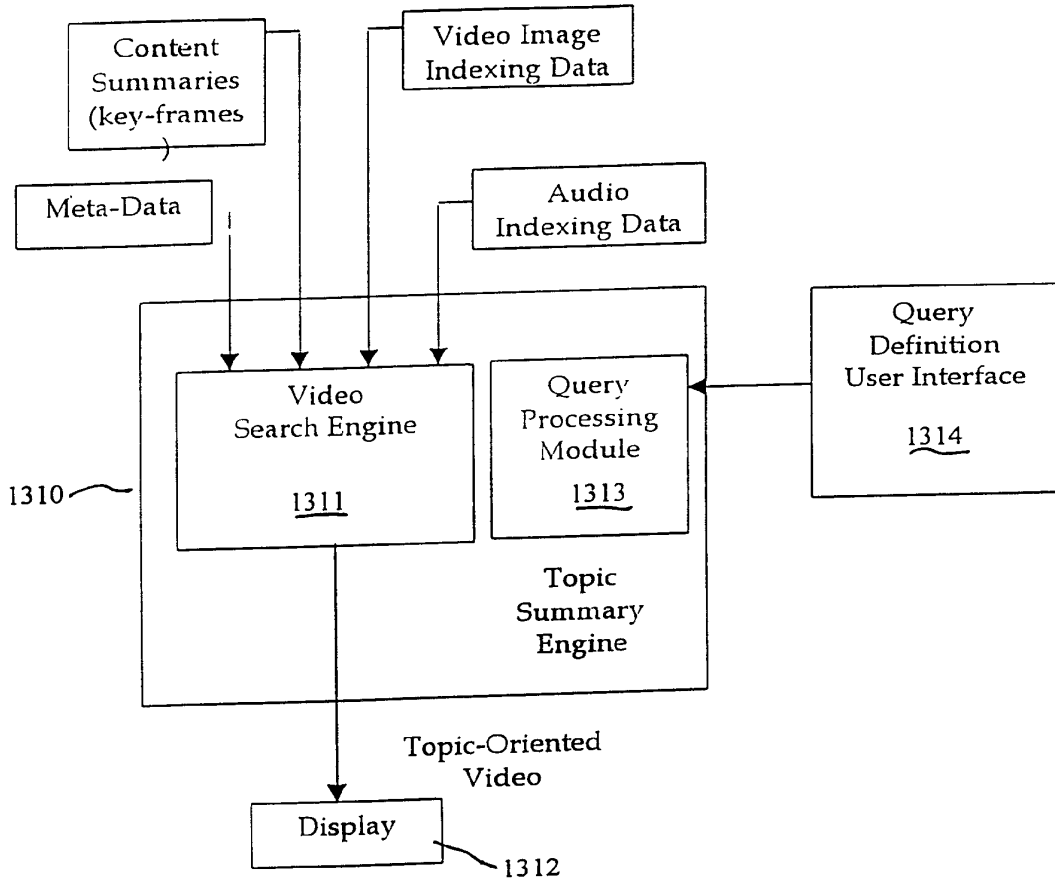 Content
Summaries
(key-frames
)
Video Image
Indexing Data
Meta-Data
Audio
Indexing Data
Video
Search Engine
1311
Query
Processing
Module
1313
Query
Definition
User Interface
1314
1310
Topic
Summary
Engine
Topic-Oriented
Video
Display
1312